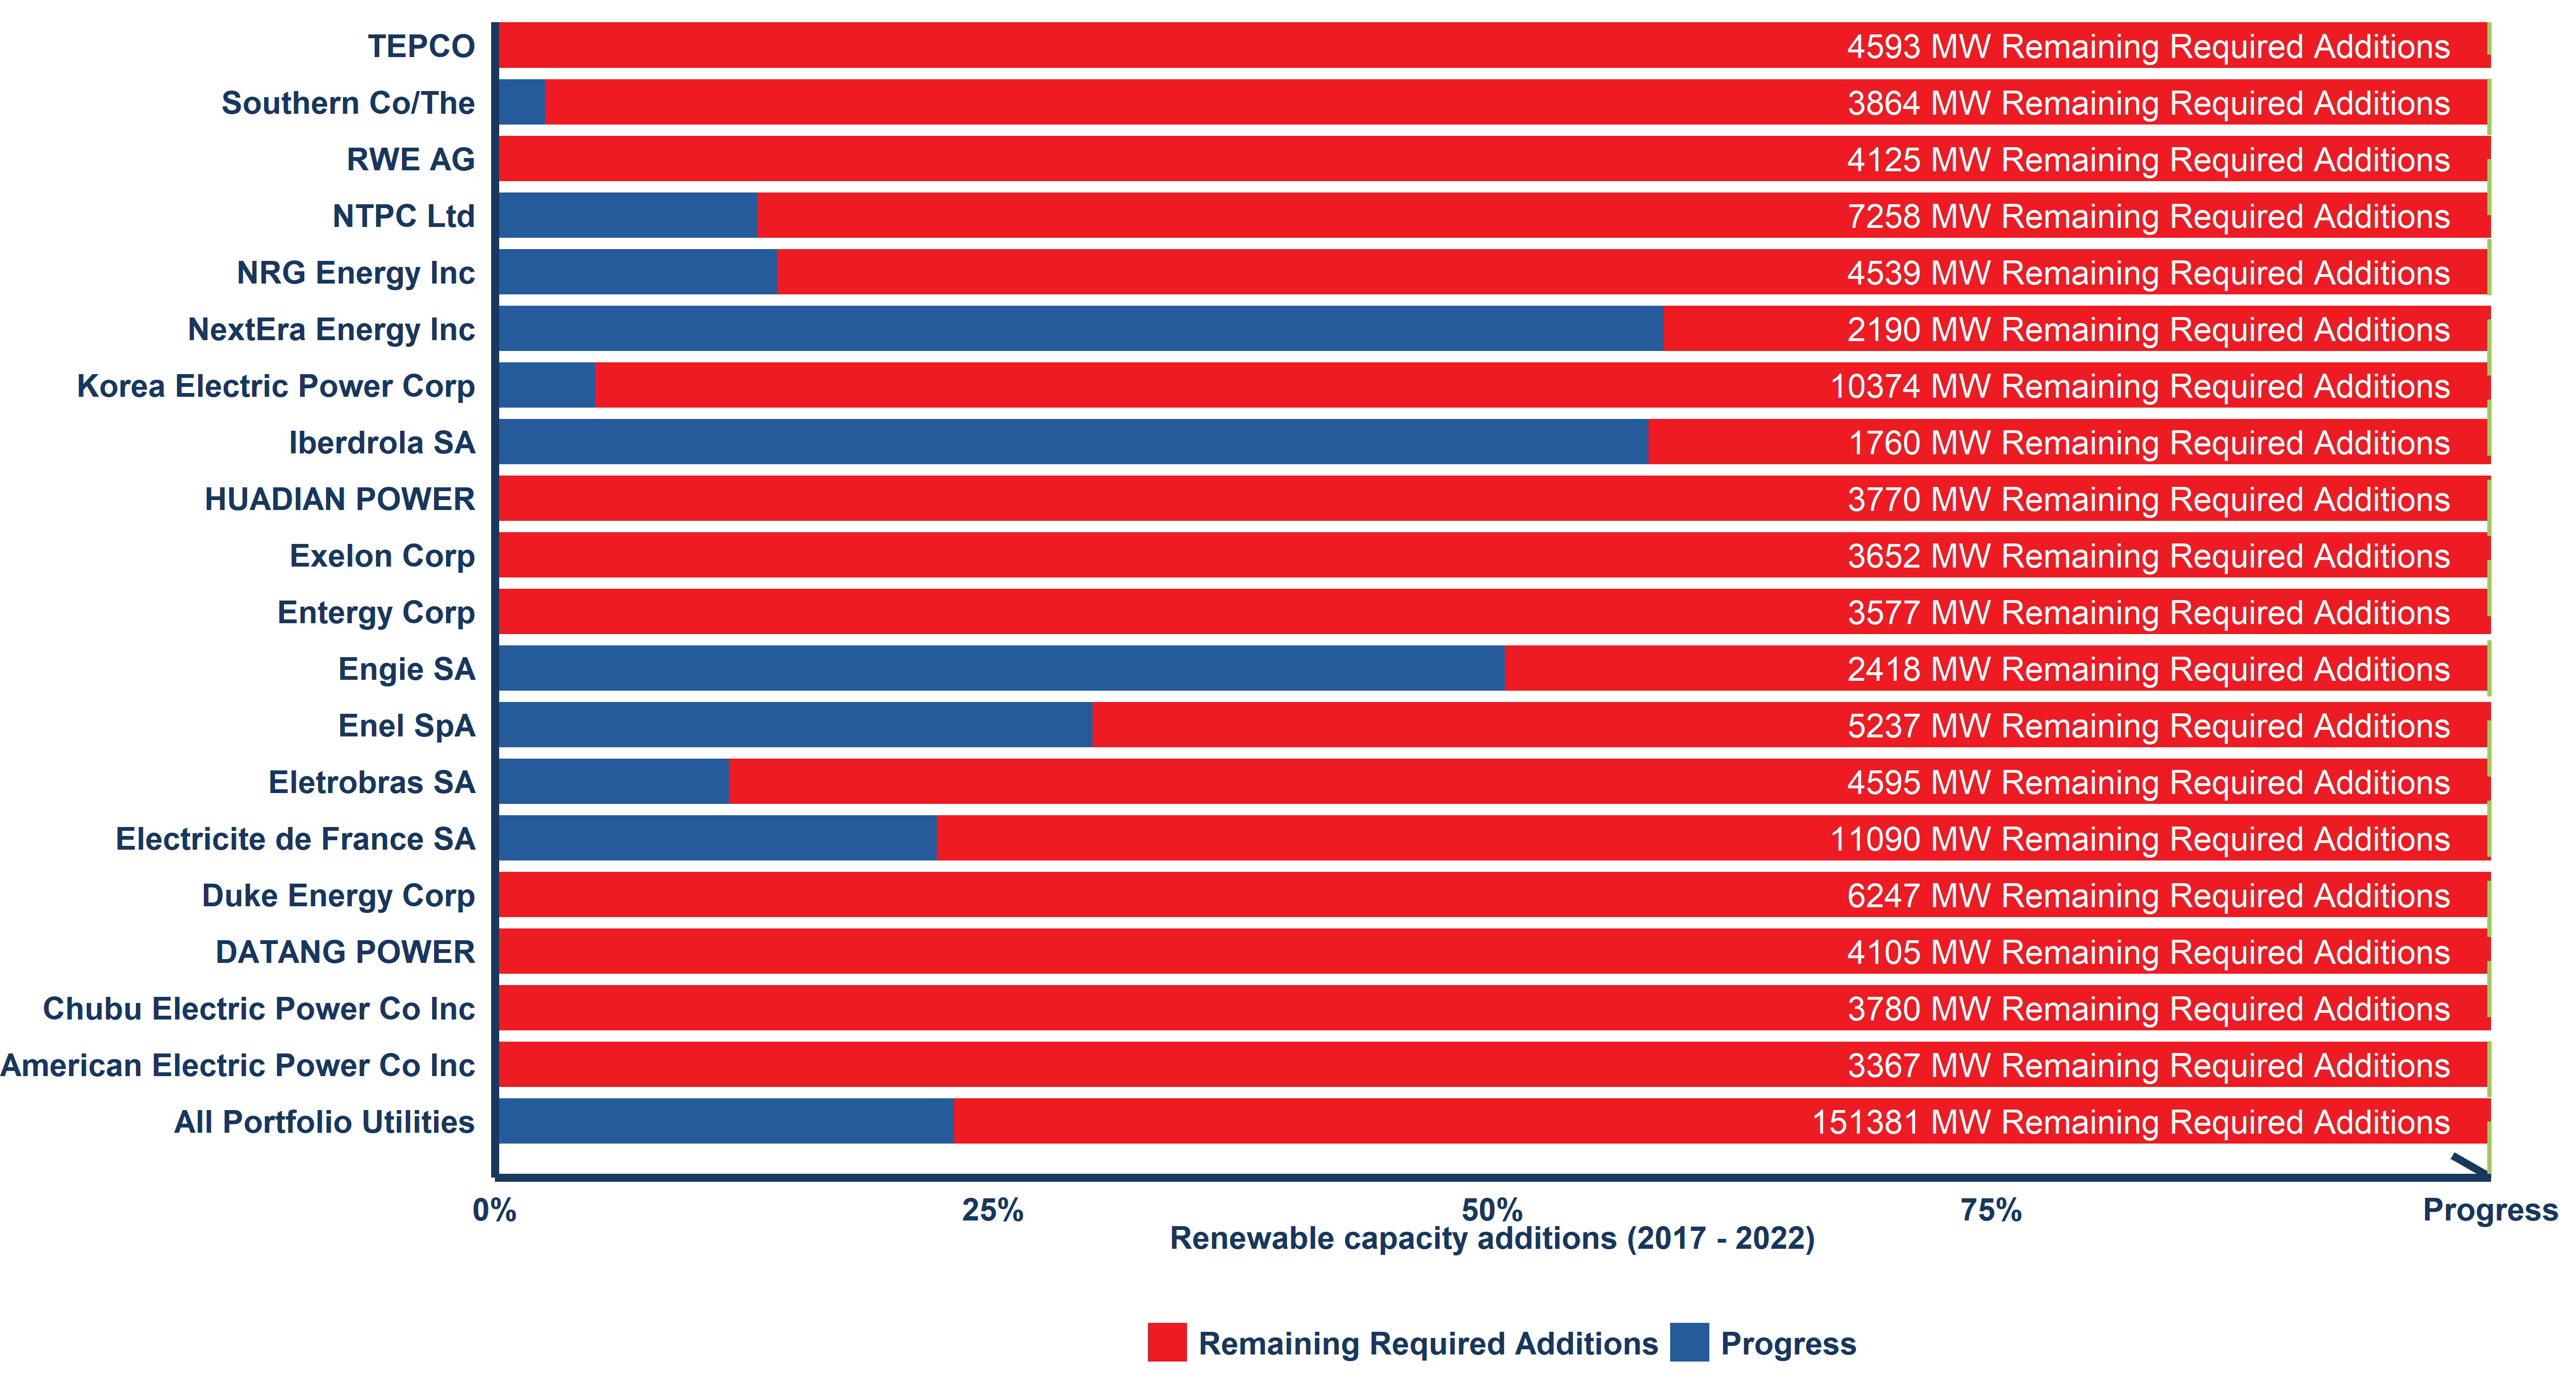 TEPCO 4593 MW Remaining Required Additions
Southern Co/The 3864 MW Remaining Required Additions
RWE AG 4125 MW Remaining Required Additions
NTPC Ltd 7258 MW Remaining Required Additions
NRG Energy Inc 4539 MW Remaining Required Additions
NextEra Energy Inc 2190 MW Remaining Required Additions
Korea Electric Power Corp 10374 MW Remaining Required Additions
Iberdrola SA 1760 MW Remaining Required Additions
HUADIAN POWER 3770 MW Remaining Required Additions
Exelon Corp 3652 MW Remaining Required Additions
Entergy Corp 3577 MW Remaining Required Additions
Engie SA 2418 MW Remaining Required Additions
Enel SpA 5237 MW Remaining Required Additions
Eletrobras SA 4595 MW Remaining Required Additions
Electricite de France SA 11090 MW Remaining Required Additions
Duke Energy Corp 6247 MW Remaining Required Additions
DATANG POWER 4105 MW Remaining Required Additions
Chubu Electric Power Co Inc 3780 MW Remaining Required Additions
American Electric Power Co Inc 3367 MW Remaining Required Additions
All Portfolio Utilities 151381 MW Remaining Required Additions
0% 25% 50% 75% Progress
Renewable capacity additions (2017 - 2022)
Remaining Required Additions Progress